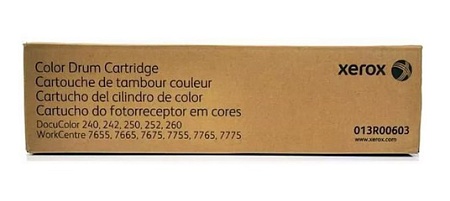 Color Drum Cartridge
Cartouche de tambour couleur
Cartucho del cilindro de color
Cartucho do fotorreceptor em cores
DocuColor 240, 242, 250, 252, 260
WorkCentre 7655, 7665, 7675, 7755, 7765, 7775
xerox
013R00603
www.xerox.com